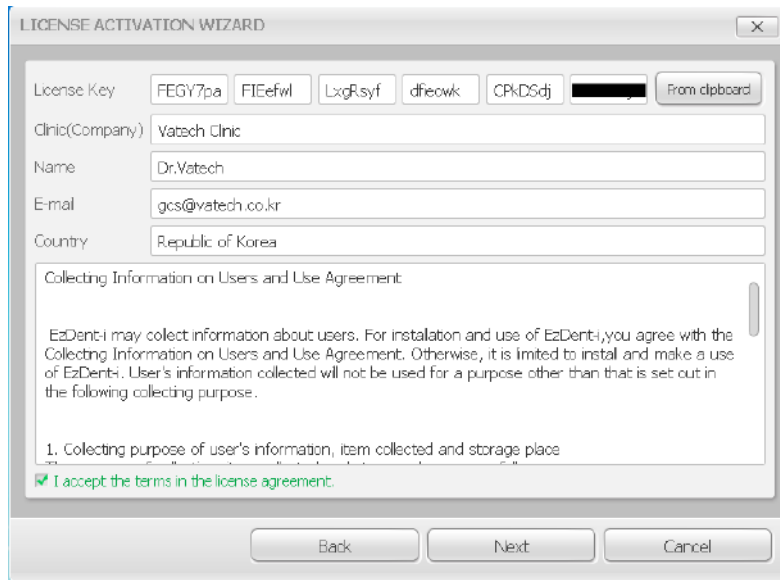 LICENSE ACTIVATION WIZARD
License Key FEGY7pa FIEefwl LxgRsyf dfieowk CPkDSdj From clipboard
Clinic(Company) Vatech Clinic
Name Dr.Vatech
E-mail gcs@vatech.co.kr
Country Republic of Korea
Collecting Information on Users and Use Agreement
EzDent-i may collect information about users. For installation and use of EzDent-i,you agree with the
Collecting Information on Users and Use Agreement. Otherwise, it is limited to instal and make a use
of EzDent-i. User's information collected will not be used for a purpose other than that is set out in
the following collecting purpose.
1. Collecting purpose of user's information, item collected and storage place
I accept the terms in the license agreement.
Back Next Cancel